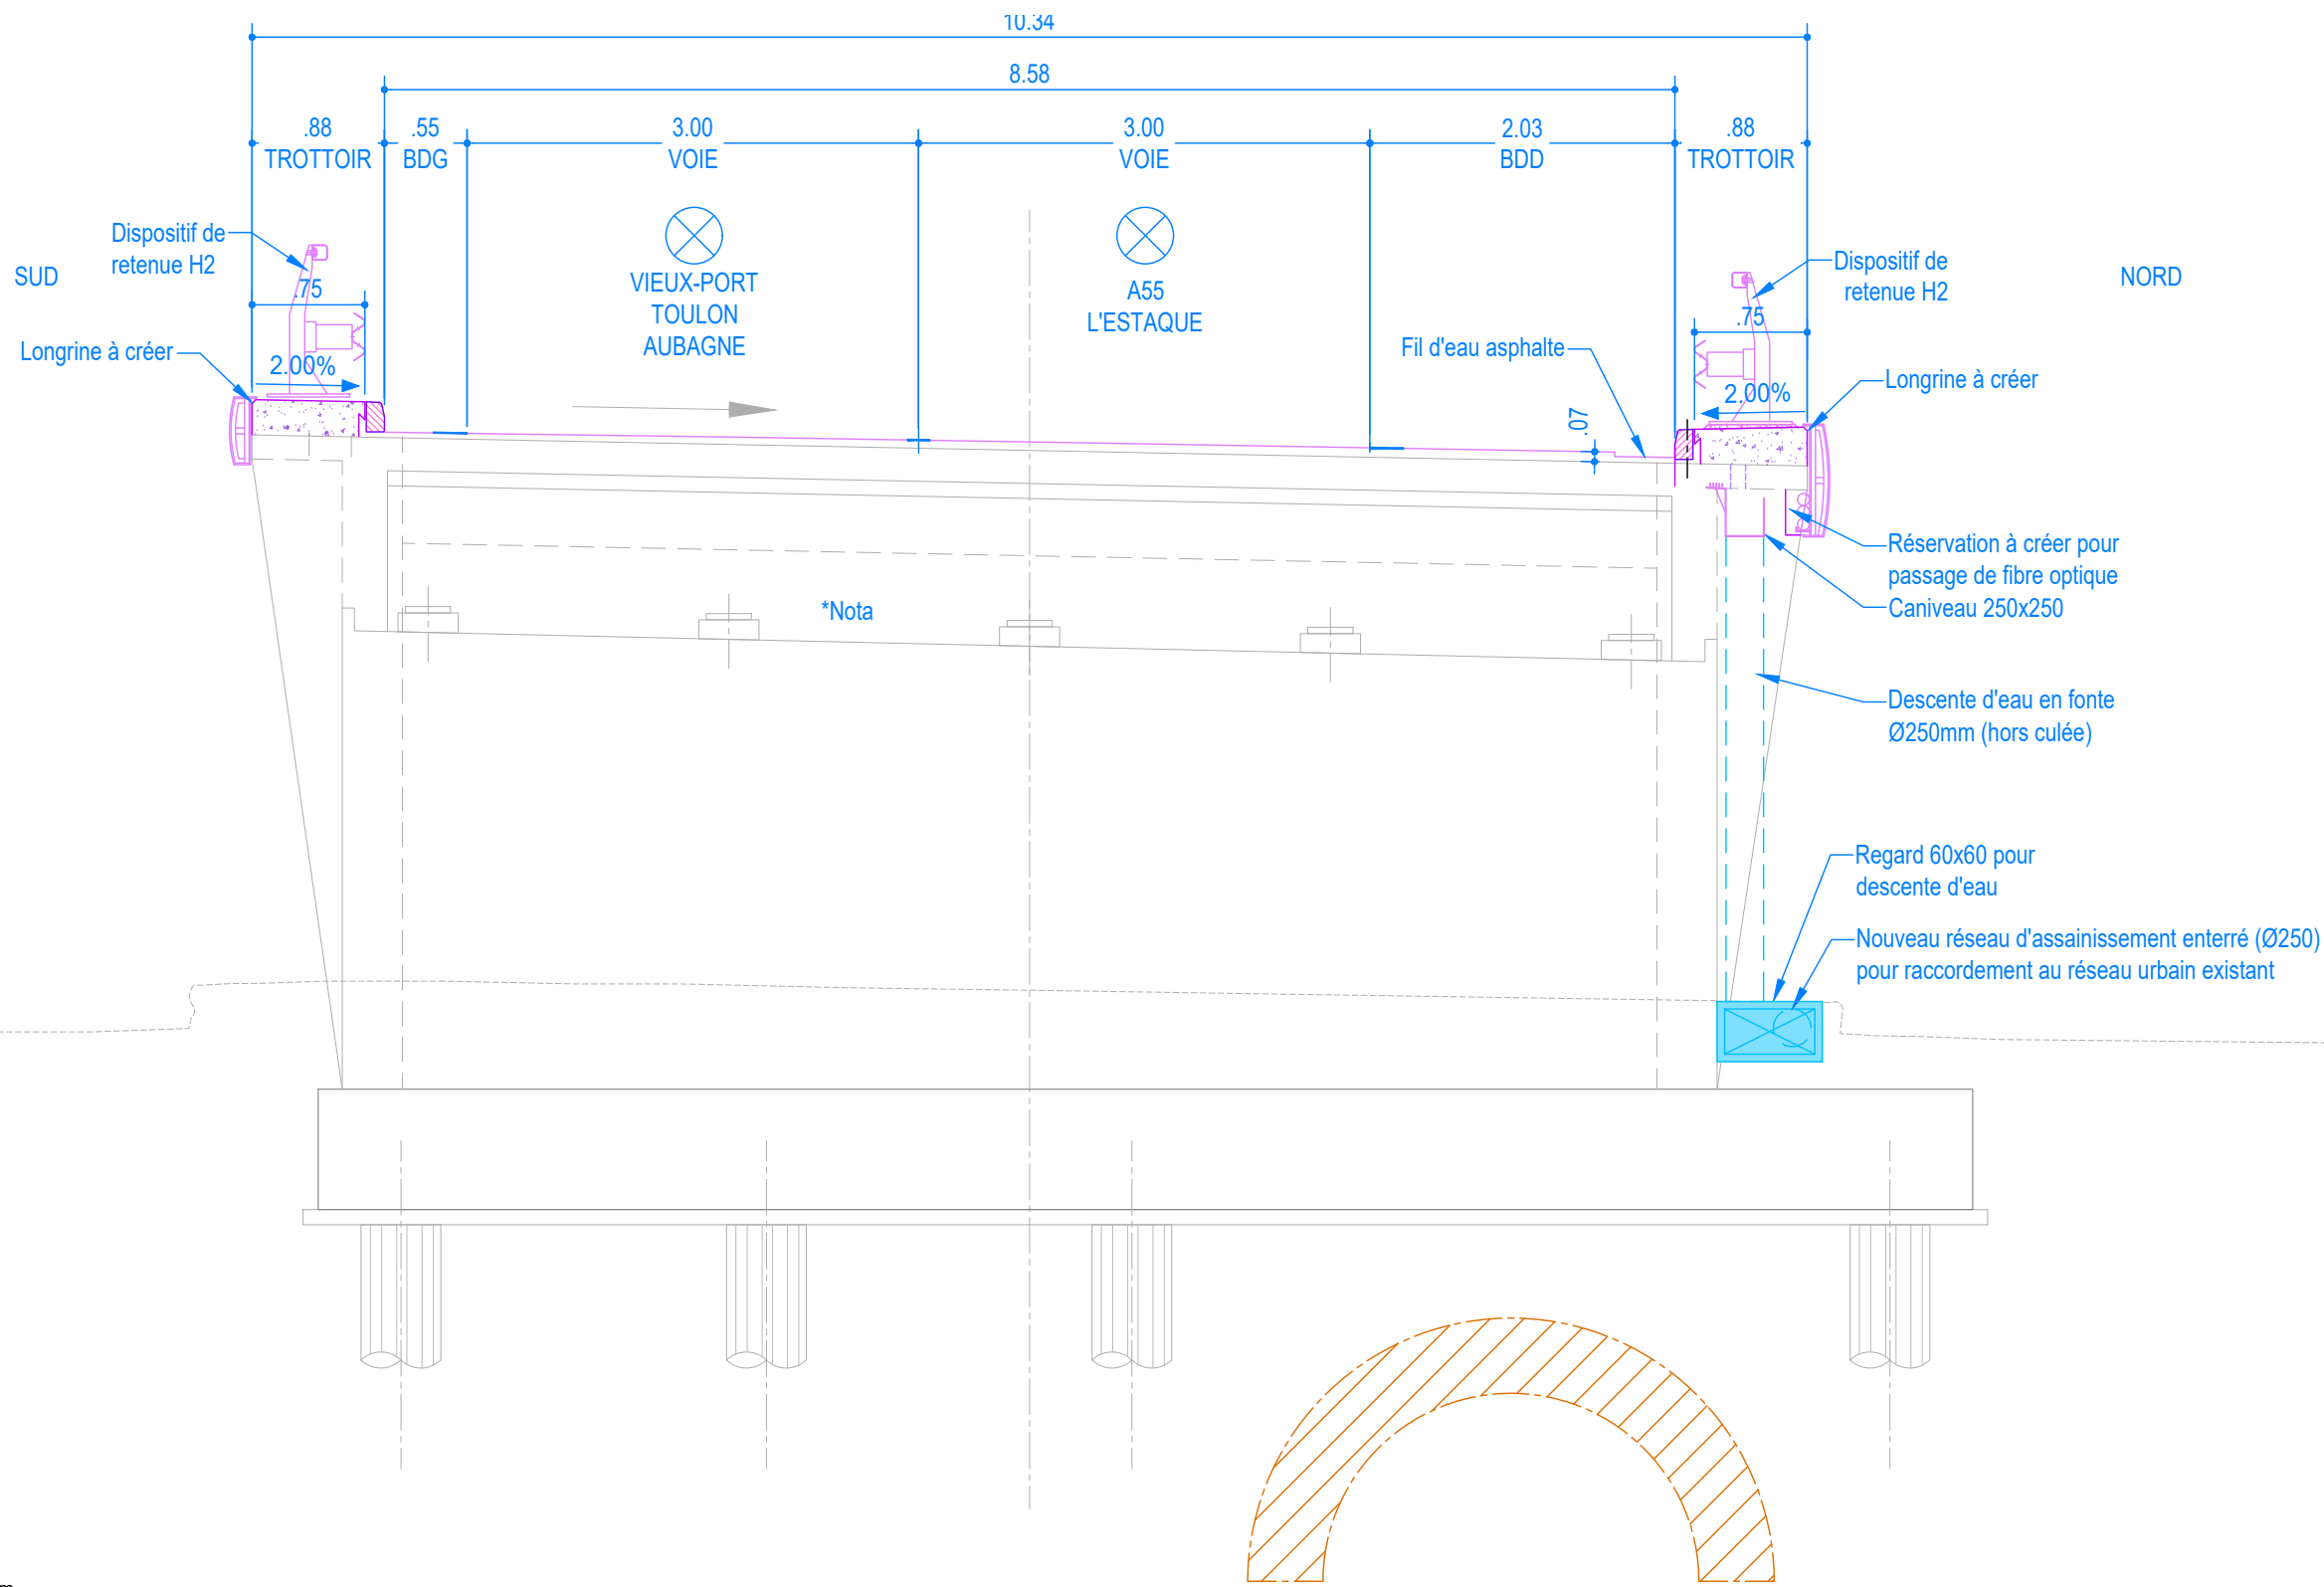 10.34
8.58
.88
TROTTOIR
.55
BDG
3.00
VOIE
3.00
VOIE
2.03
BDD
.88
TROTTOIR
Dispositif de
retenue H2
SUD
.75
Longrine à créer
2.00%
VIEUX-PORT
TOULON
AUBAGNE
A55
L'ESTAQUE
Dispositif de
retenue H2
NORD
.75
Fil d'eau asphalte
2.00%
Longrine à créer
.07
Réservation à créer pour
passage de fibre optique
Caniveau 250x250
*Nota
Descente d'eau en fonte
Ø250mm (hors culée)
Regard 60x60 pour
descente d'eau
Nouveau réseau d'assainissement enterré (Ø250)
pour raccordement au réseau urbain existant